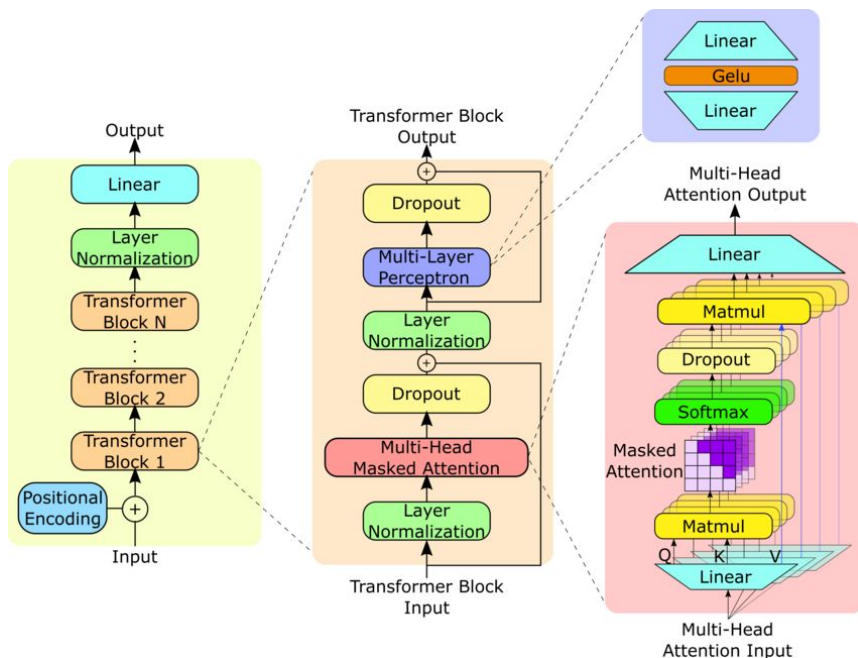 Output
Linear
Layer
Normalization
Transformer
Block N
Transformer
Block 2
Transformer
Block 1
Positional
Encoding
+
Input
Transformer Block
Output
+
Dropout
Multi-Layer
Perceptron
Layer
Normalization
+
Dropout
Multi-Head
Masked Attention
Layer
Normalization
Transformer Block
Input
Linear
Gelu
Linear
Multi-Head
Attention Output
Linear
Matmul
Dropout
Softmax
Masked
Attention
Matmul
Q K V
Linear
Multi-Head
Attention Input